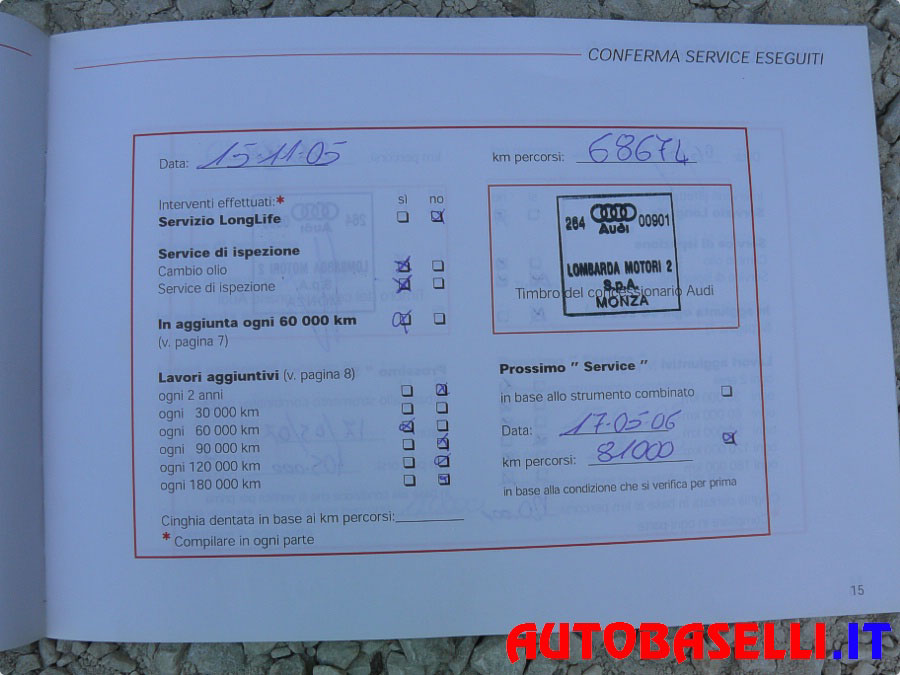 CONFERMA SERVICE ESEGUITI
Data: 15-11-05
km percorsi: 68674
Interventi effettuati:* sì no
Servizio LongLife
Service di ispezione
Cambio olio
Service di ispezione
In aggiunta ogni 60 000 km
(v. pagina 7)
Lavori aggiuntivi (v. pagina 8)
ogni 2 anni
ogni 30 000 km
ogni 60 000 km
ogni 90 000 km
ogni 120 000 km
ogni 180 000 km
Cinghia dentata in base ai km percorsi:
* Compilare in ogni parte
264 Audi 00901
LOMBARDA MOTORI 2
S.p.A.
MONZA
Timbro del concessionario Audi
Prossimo " Service "
in base allo strumento combinato
Data: 17-05-06
km percorsi: 81000
in base alla condizione che si verifica per prima
15
AUTOBASELLI.IT